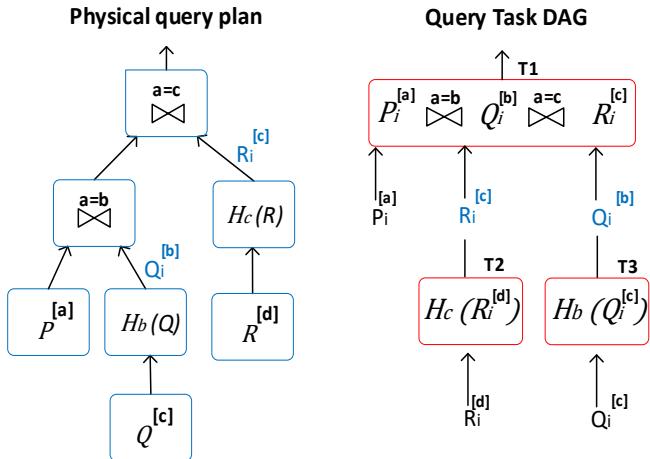 Physical query plan
a=c
⋈
Ri[c]
a=b
⋈
Hc(R)
Qi[b]
P[a]
Hb(Q)
R[d]
Q[c]
Query Task DAG
T1
Pi[a] ⋈ a=b Qi[b] ⋈ a=c Ri[c]
Pi[a]
Ri[c]
Qi[b]
T2
T3
Hc(Ri[d])
Hb(Qi[c])
Ri[d]
Qi[c]